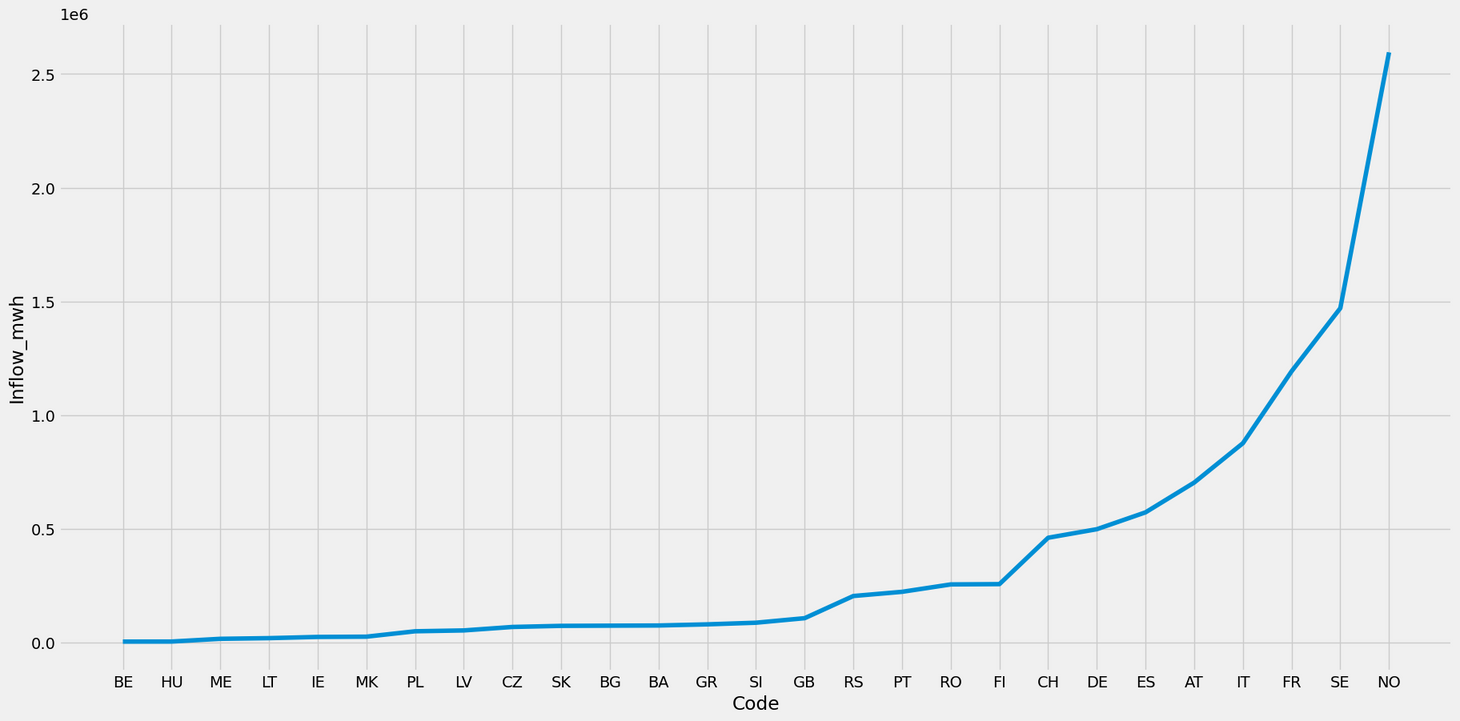 1e6
2.5
2.0
1.5
1.0
0.5
0.0
Inflow_mwh
BE HU ME LT IE MK PL LV CZ SK BG BA GR SI GB RS PT RO FI CH DE ES AT IT FR SE NO
Code